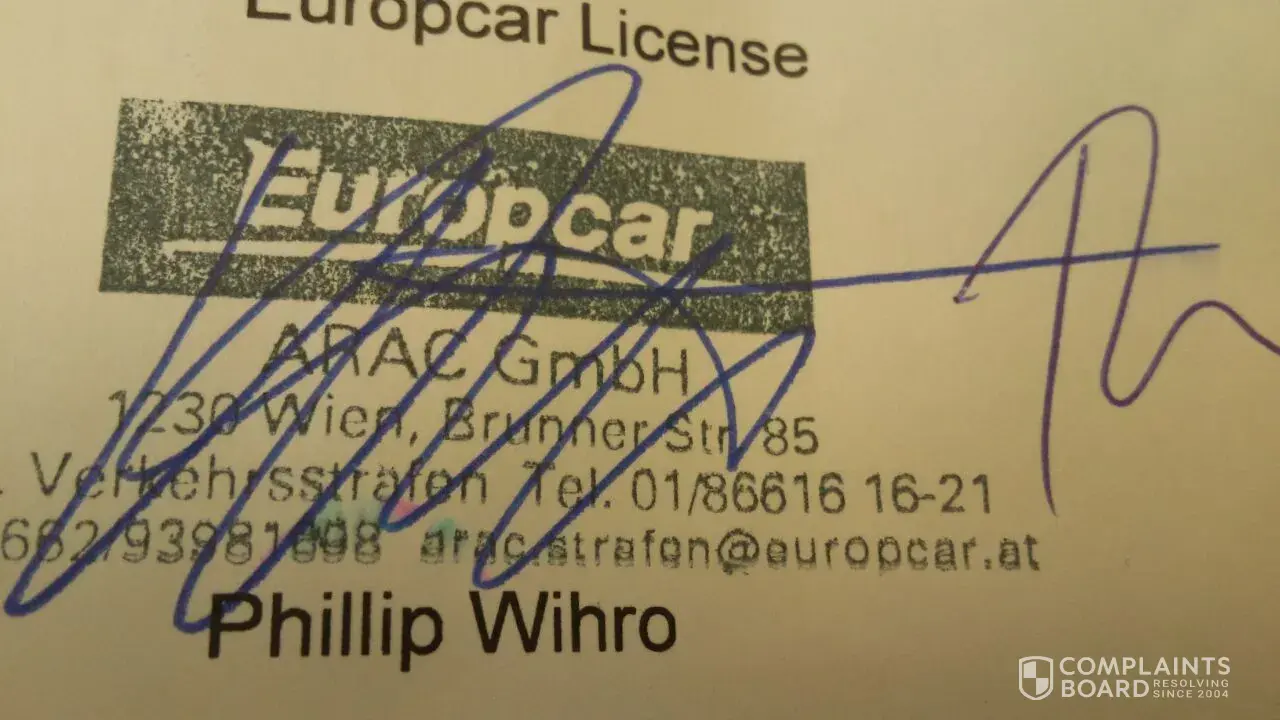 Europcar License
Europcar
ARAC GmbH
1230 Wien, Brunner Str. 85
Verkehrsstrafen Tel. 01/86616 16-21
arac.strafen@europcar.at
Phillip Wihro
COMPLAINTS
BOARD RESOLVING
SINCE 2004